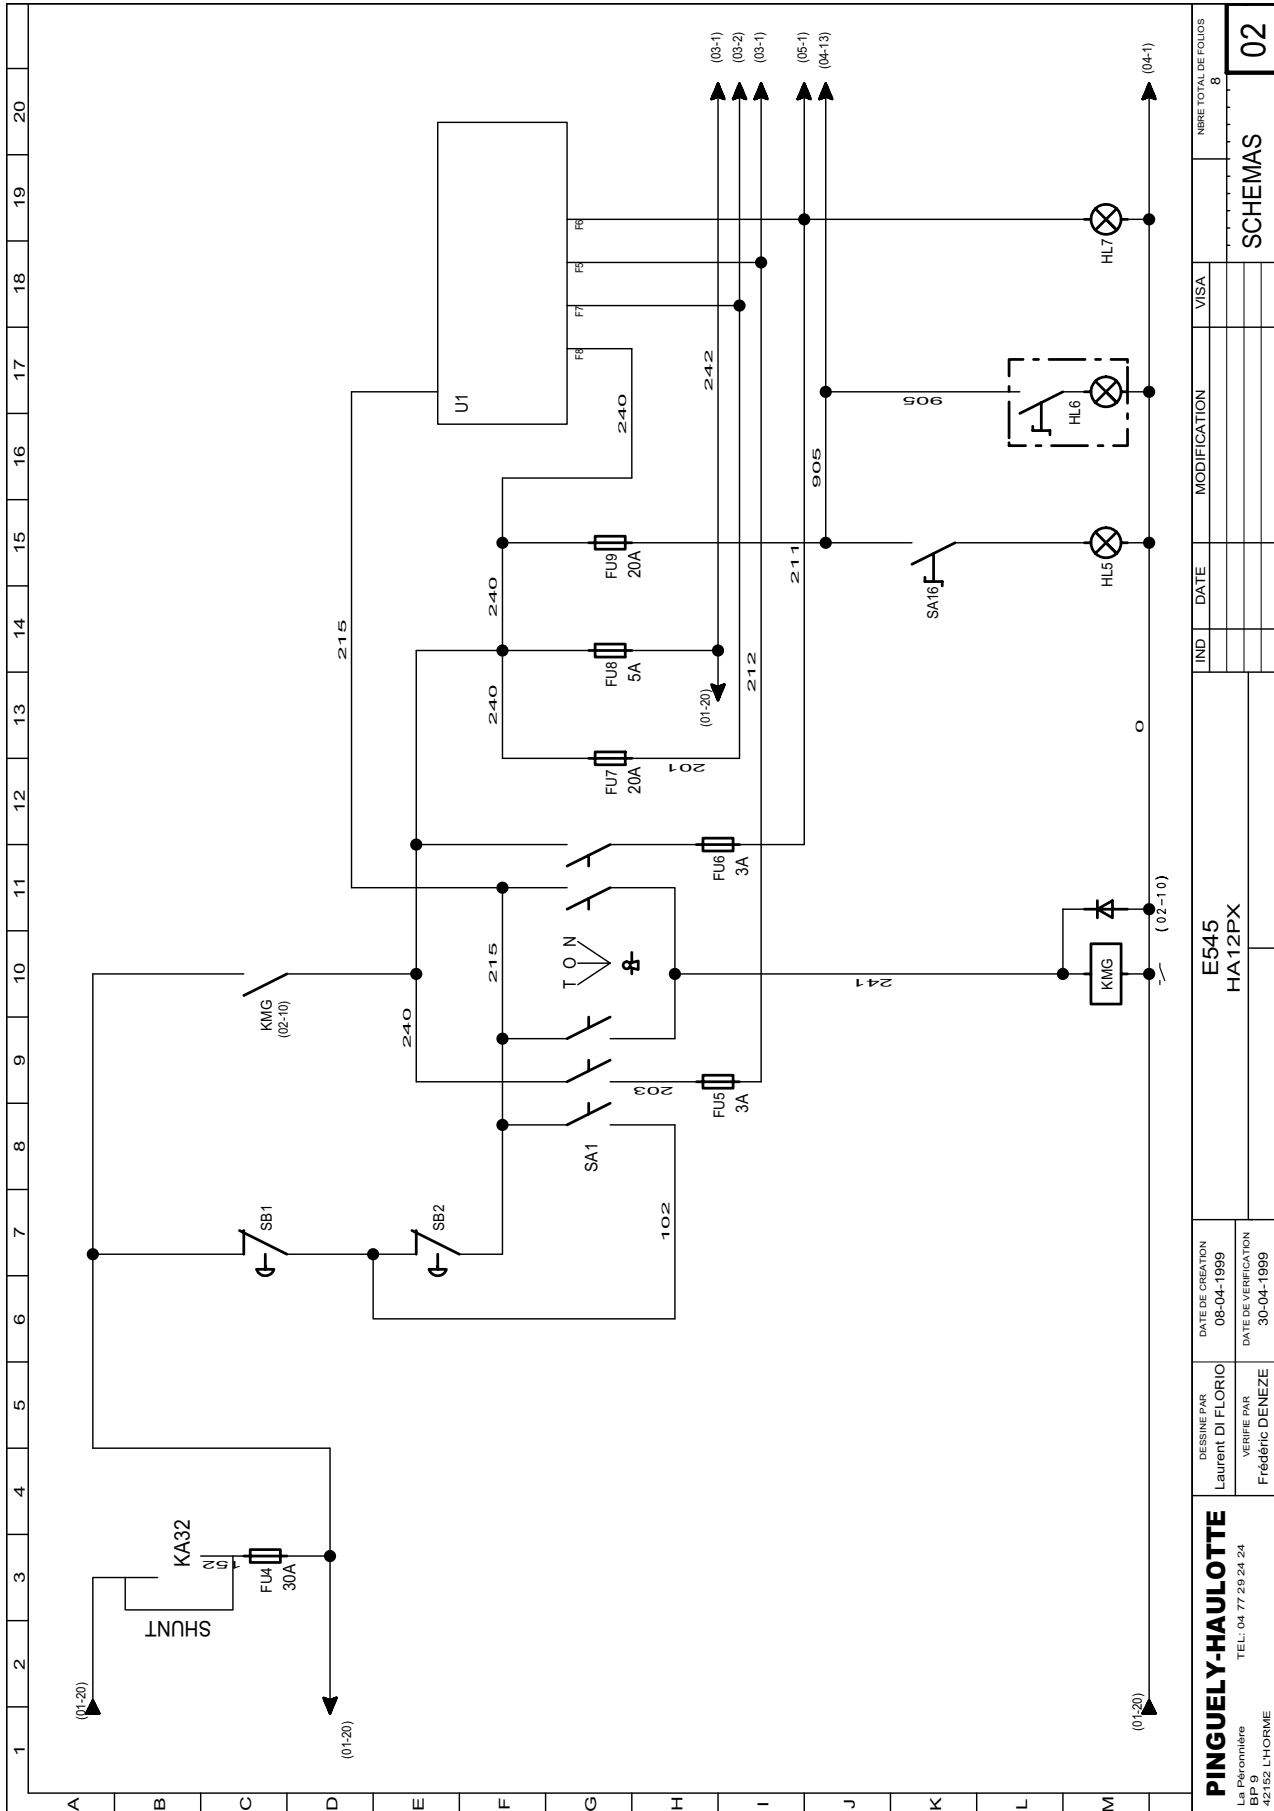 1 2 3 4 5 6 7 8 9 10 11 12 13 14 15 16 17 18 19 20
A
B
C
D
E
F
G
H
I
J
K
L
M
(01-20)
SHUNT
KA32
152
FU4
30A
(01-20)
SB1
SB2
102
KMG
(02-10)
240
215
SA1
T O N
203
FU5
3A
FU6
3A
241
KMG
(02-10)
215
240
240
FU7
20A
FU8
5A
FU9
20A
201
(01-20)
212
211
242
905
U1
F8
F7
F5
F6
240
(03-1)
(03-2)
(03-1)
(05-1)
(04-13)
905
SA16
HL5
HL6
HL7
(01-20)
0
(04-1)
PINGUELY-HAULOTTE
La Péronnière
BP 9
42152 L'HORME
TEL: 04 77 29 24 24
DESSINE PAR
Laurent DI FLORIO
VERIFIE PAR
Frédéric DENEZE
DATE DE CREATION
08-04-1999
DATE DE VERIFICATION
30-04-1999
E545
HA12PX
IND
DATE
MODIFICATION
VISA
NBRE TOTAL DE FOLIOS
8
SCHEMAS
02